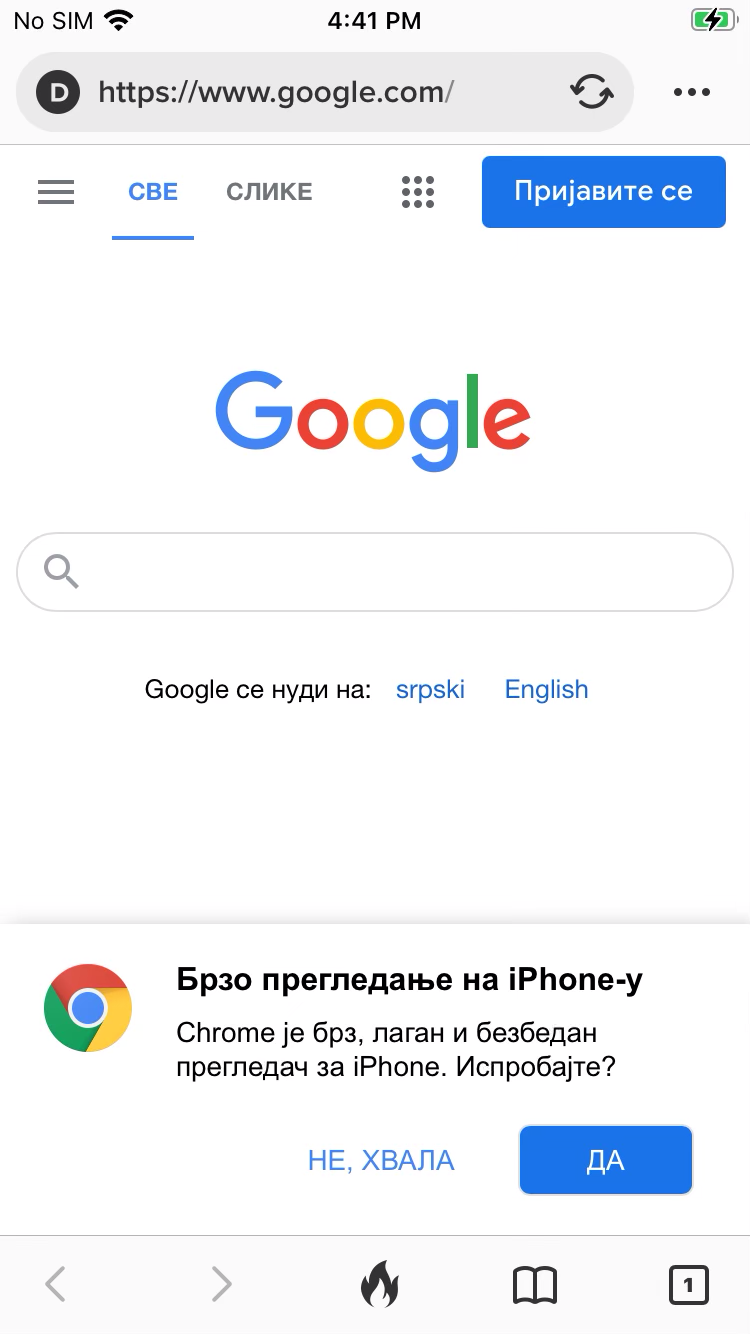 No SIM 4:41 PM
D https://www.google.com/
СВЕ СЛИКЕ Пријавите се
Google
Google се нуди на: srpski English
Брзо прегледање на iPhone-у
Chrome је брз, лаган и безбедан
прегледач за iPhone. Испробајте?
НЕ, ХВАЛА ДА
1